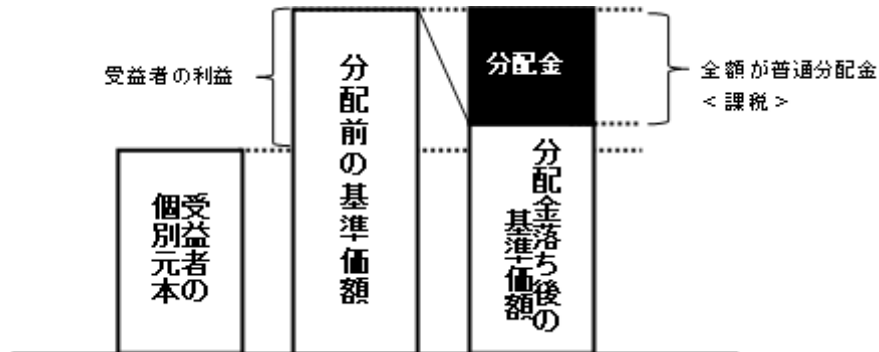 受益者の利益
分配前の基準価額
分配金
全額が普通分配金
<課税>
受益者の
個別元本
分配金落ち後の
基準価額